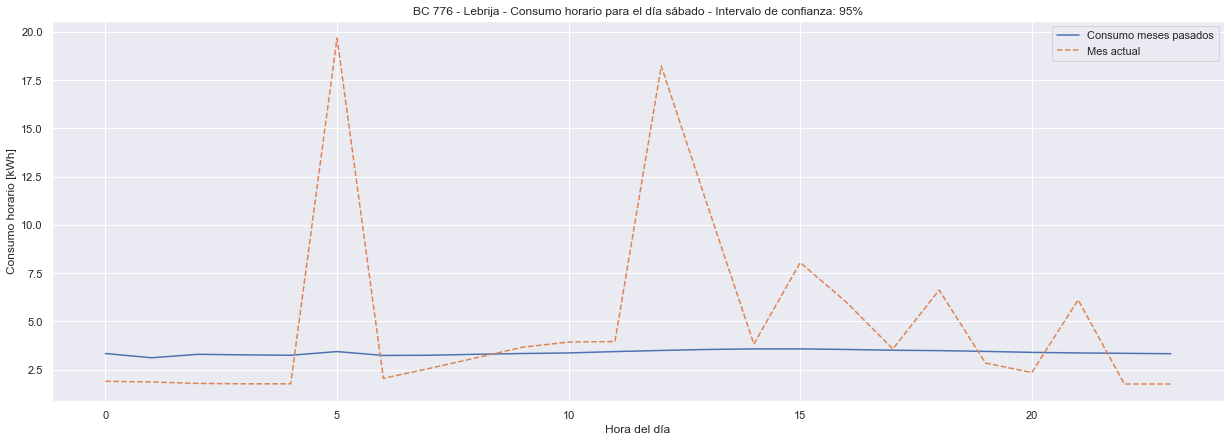 BC 776 - Lebrija - Consumo horario para el día sábado - Intervalo de confianza: 95%
Consumo meses pasados
Mes actual
Consumo horario [kWh]
20.0
17.5
15.0
12.5
10.0
7.5
5.0
2.5
0
5
10
15
20
Hora del día